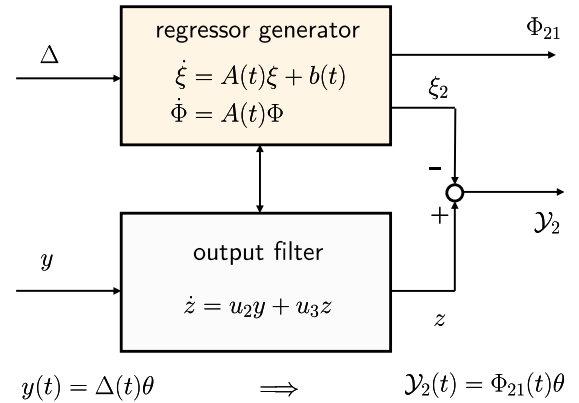 regressor generator
Φ₂₁
Δ
ξ̇ = A(t)ξ + b(t)
ξ₂
Φ̇ = A(t)Φ
−
+
𝒴₂
output filter
y
ż = u₂y + u₃z
z
y(t) = Δ(t)θ ⟹ 𝒴₂(t) = Φ₂₁(t)θ